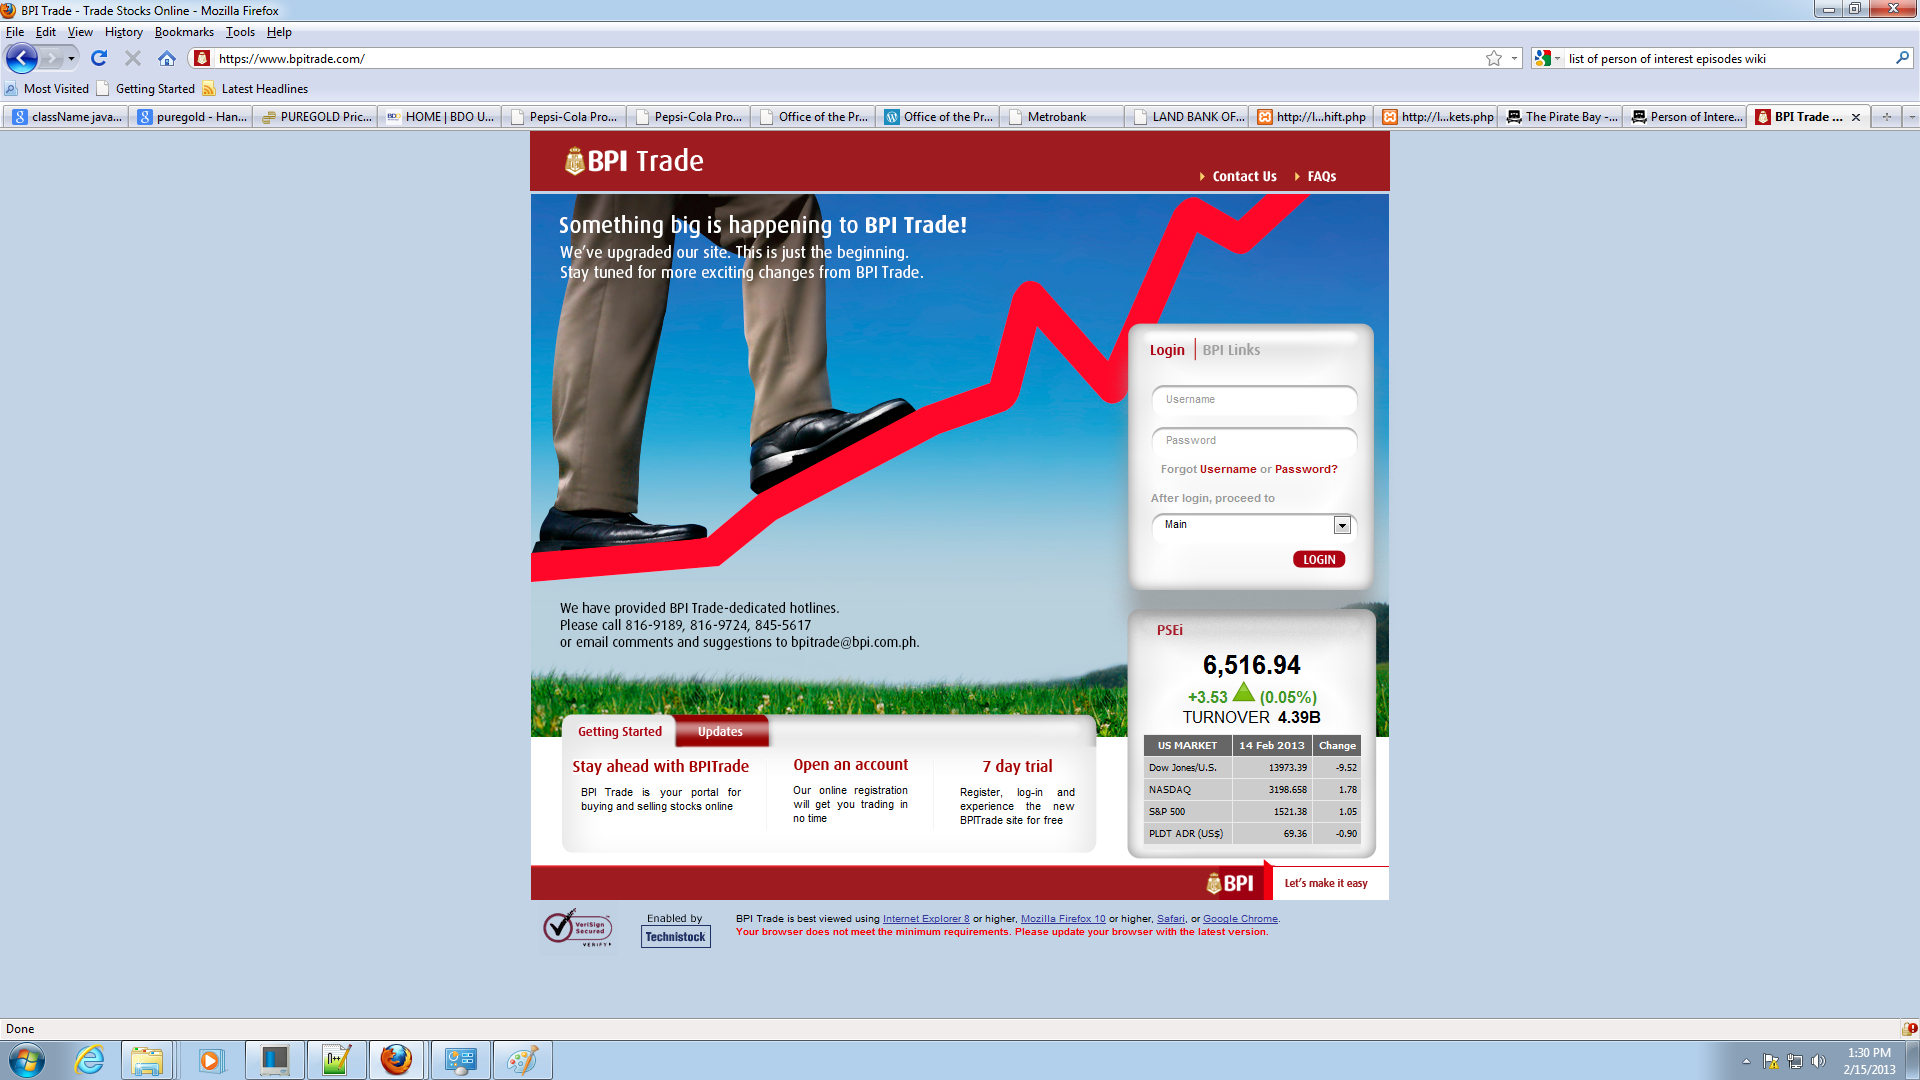 BPI Trade - Trade Stocks Online - Mozilla Firefox
File Edit View History Bookmarks Tools Help
https://www.bpitrade.com/
list of person of interest episodes wiki
Most Visited Getting Started Latest Headlines
className java... puregold - Han... PUREGOLD Pric... HOME | BDO U... Pepsi-Cola Pro... Pepsi-Cola Pro... Office of the Pr... Office of the Pr... Metrobank LAND BANK OF... http://l...hift.php http://l...kets.php The Pirate Bay -... Person of Intere... BPI Trade ...
BPI Trade
Contact Us FAQs
Something big is happening to BPI Trade!
We've upgraded our site. This is just the beginning.
Stay tuned for more exciting changes from BPI Trade.
Login BPI Links
Username
Password
Forgot Username or Password?
After login, proceed to
Main
LOGIN
We have provided BPI Trade-dedicated hotlines.
Please call 816-9189, 816-9724, 845-5617
or email comments and suggestions to bpitrade@bpi.com.ph.
PSEi
6,516.94
+3.53 (0.05%)
TURNOVER 4.39B
US MARKET 14 Feb 2013 Change
Dow Jones/U.S. 13973.39 -9.52
NASDAQ 3198.658 1.78
S&P 500 1521.38 1.05
PLDT ADR (US$) 69.36 -0.90
Getting Started Updates
Stay ahead with BPITrade
BPI Trade is your portal for
buying and selling stocks online
Open an account
Our online registration
will get you trading in
no time
7 day trial
Register, log-in and
experience the new
BPITrade site for free
BPI Let's make it easy
VeriSign
Secured
VERIFY
Enabled by
Technistock
BPI Trade is best viewed using Internet Explorer 8 or higher, Mozilla Firefox 10 or higher, Safari, or Google Chrome.
Your browser does not meet the minimum requirements. Please update your browser with the latest version.
Done
1:30 PM
2/15/2013